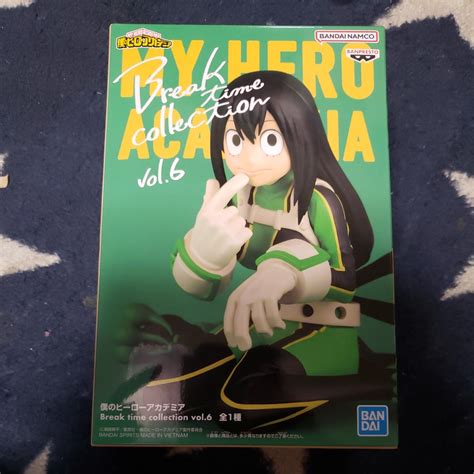 僕のヒーローアカデミア
BANDAI NAMCO
BANPRESTO
MY HERO
ACADEMIA
Break
time
collection
vol.6
僕のヒーローアカデミア
Break time collection vol.6 全1種
BANDAI SPIRITS MADE IN VIETNAM
BAN
DAI